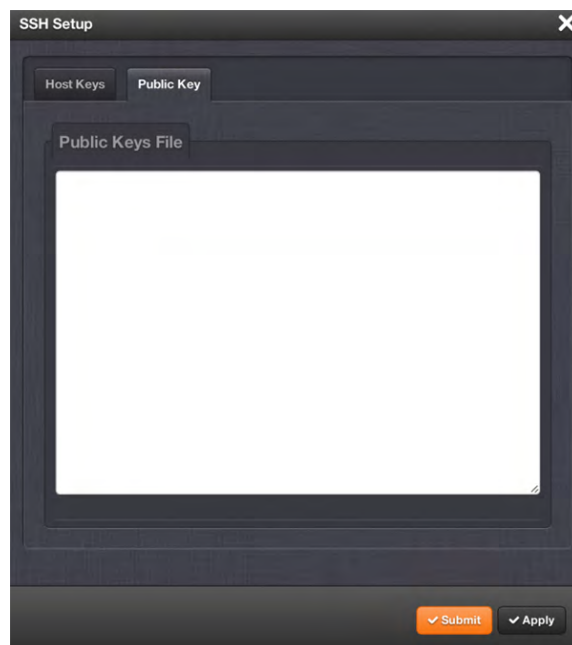 SSH Setup
Host Keys Public Key
Public Keys File
Submit Apply